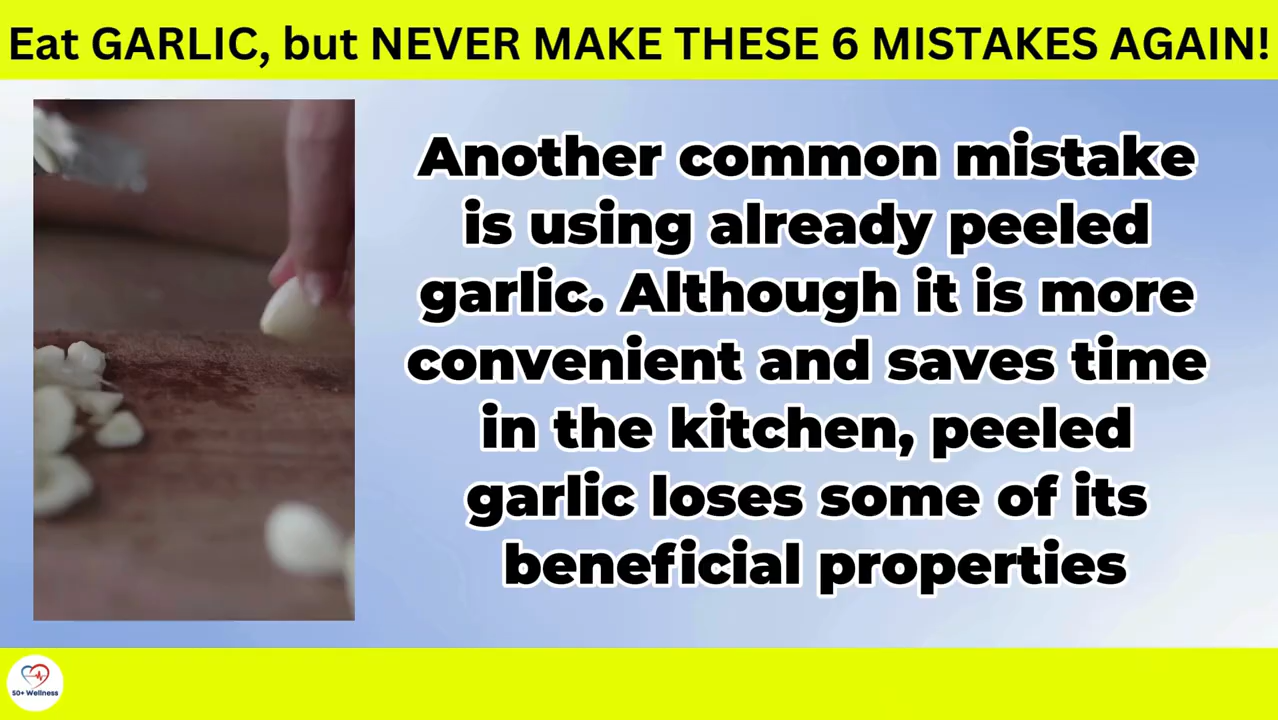 Eat GARLIC, but NEVER MAKE THESE 6 MISTAKES AGAIN!
Another common mistake
is using already peeled
garlic. Although it is more
convenient and saves time
in the kitchen, peeled
garlic loses some of its
beneficial properties
50+ Wellness